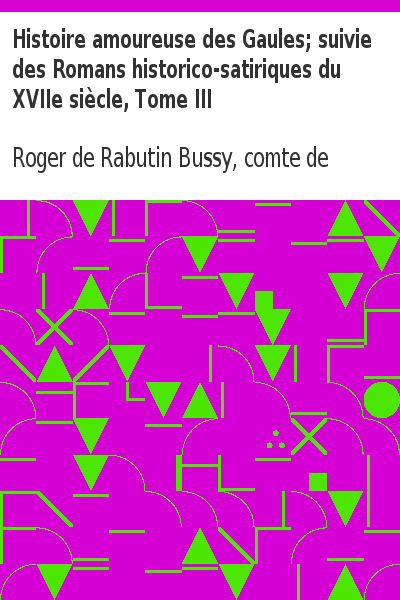 Histoire amoureuse des Gaules; suivie
des Romans historico-satiriques du
XVIIe siècle, Tome III
Roger de Rabutin Bussy, comte de